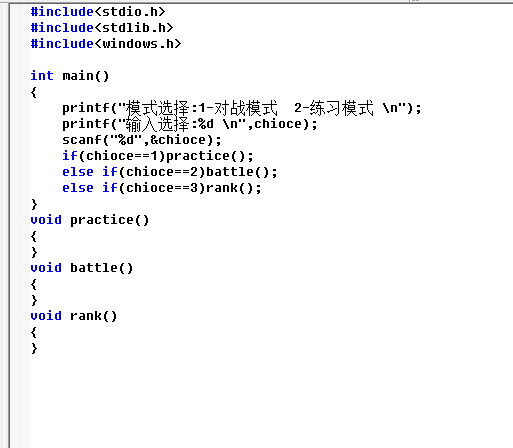 #include<stdio.h>
#include<stdlib.h>
#include<windows.h>
int main()
{
printf("模式选择:1-对战模式  2-练习模式 \n");
printf("输入选择:%d \n",chioce);
scanf("%d",&chioce);
if(chioce==1)practice();
else if(chioce==2)battle();
else if(chioce==3)rank();
}
void practice()
{
}
void battle()
{
}
void rank()
{
}